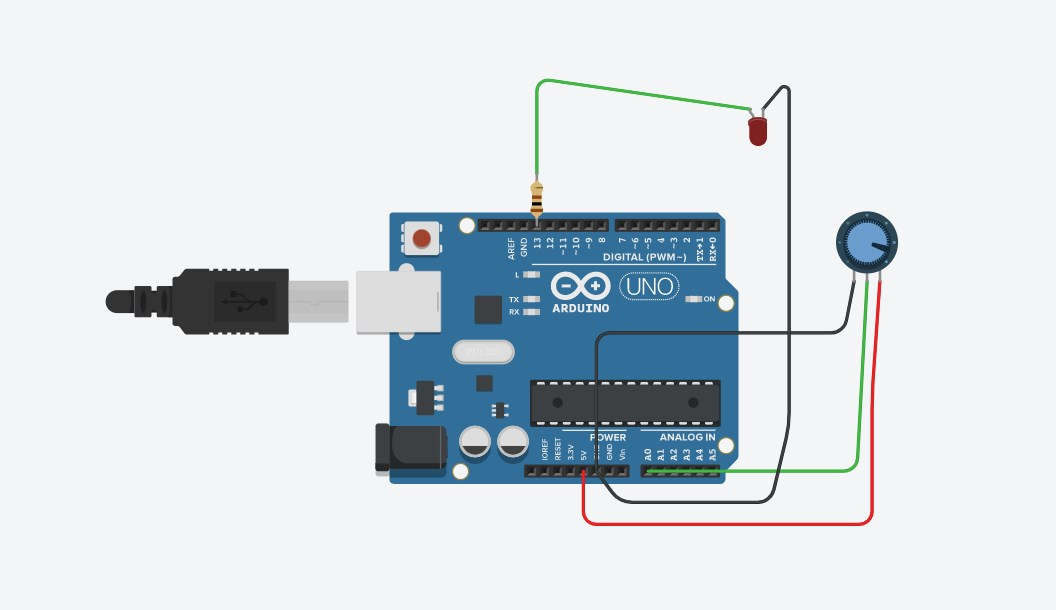 AREF
GND
13
12
~11
~10
~9
8
7
~6
~5
4
~3
2
TX→1
RX←0
DIGITAL (PWM~)
L
TX
RX
ARDUINO
UNO
ON
POWER
ANALOG IN
IOREF
RESET
3.3V
5V
GND
Vin
A0
A1
A2
A3
A4
A5